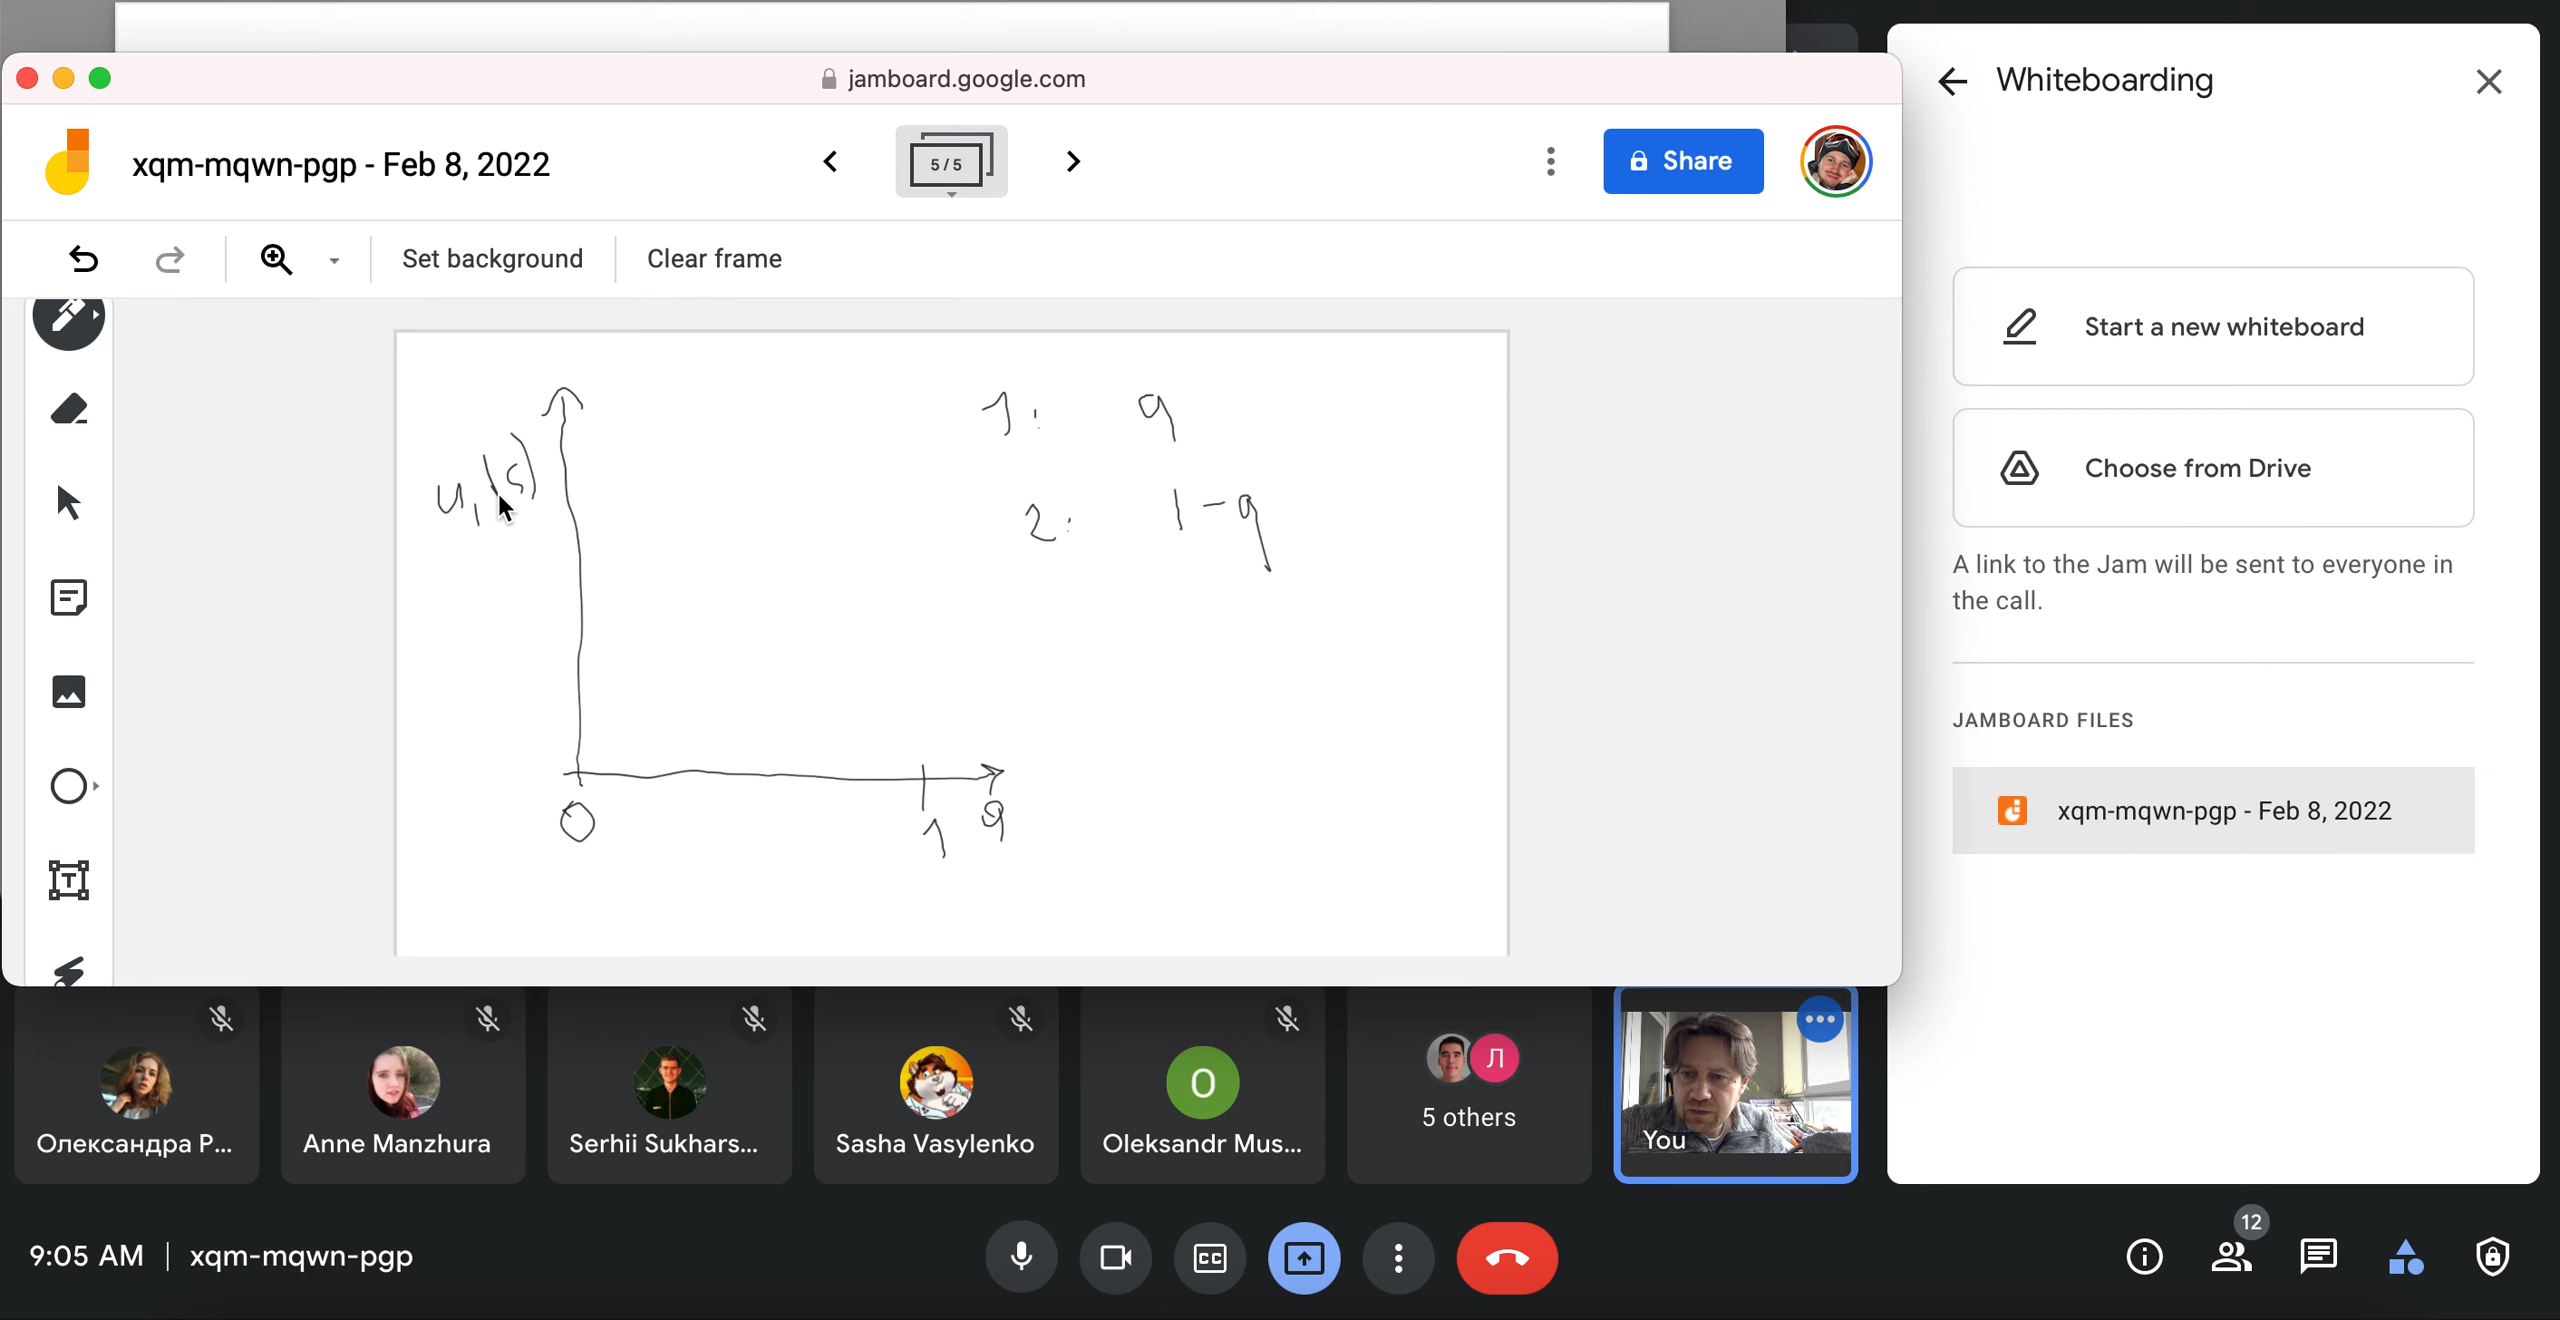 jamboard.google.com
xqm-mqwn-pgp - Feb 8, 2022
5 / 5
Share
Set background
Clear frame
u₁(s)
1: q
2: 1-q
0
1
q
Whiteboarding
Start a new whiteboard
Choose from Drive
A link to the Jam will be sent to everyone in
the call.
JAMBOARD FILES
xqm-mqwn-pgp - Feb 8, 2022
Олександра Р...
Anne Manzhura
Serhii Sukhars...
Sasha Vasylenko
O
Oleksandr Mus...
Л
5 others
You
9:05 AM | xqm-mqwn-pgp
CC
12